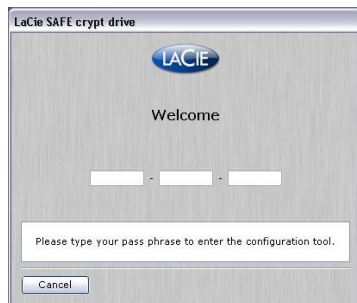 LaCie SAFE crypt drive
LACIE
Welcome
- -
Please type your pass phrase to enter the configuration tool.
Cancel